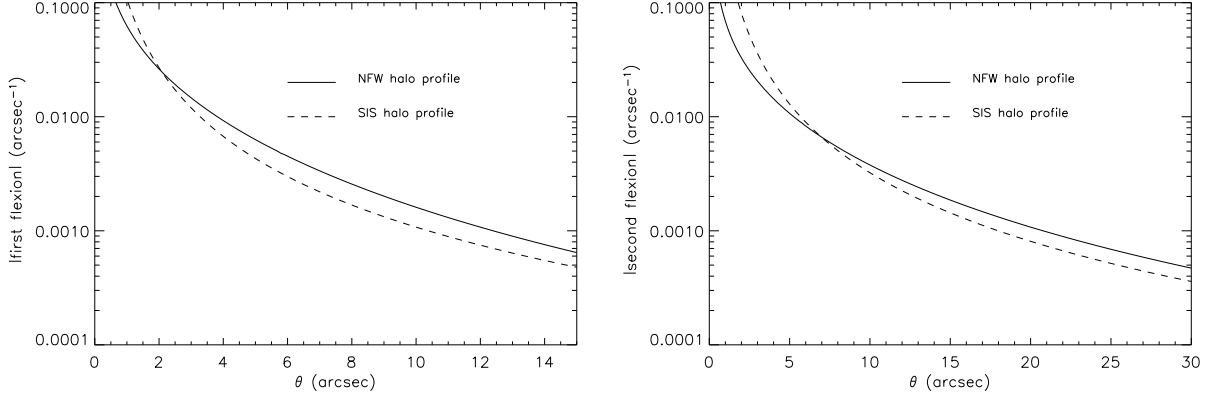 |first flexion| (arcsec⁻¹)
0.1000
0.0100
0.0010
0.0001
NFW halo profile
SIS halo profile
0 2 4 6 8 10 12 14
θ (arcsec)
|second flexion| (arcsec⁻¹)
0.1000
0.0100
0.0010
0.0001
NFW halo profile
SIS halo profile
0 5 10 15 20 25 30
θ (arcsec)